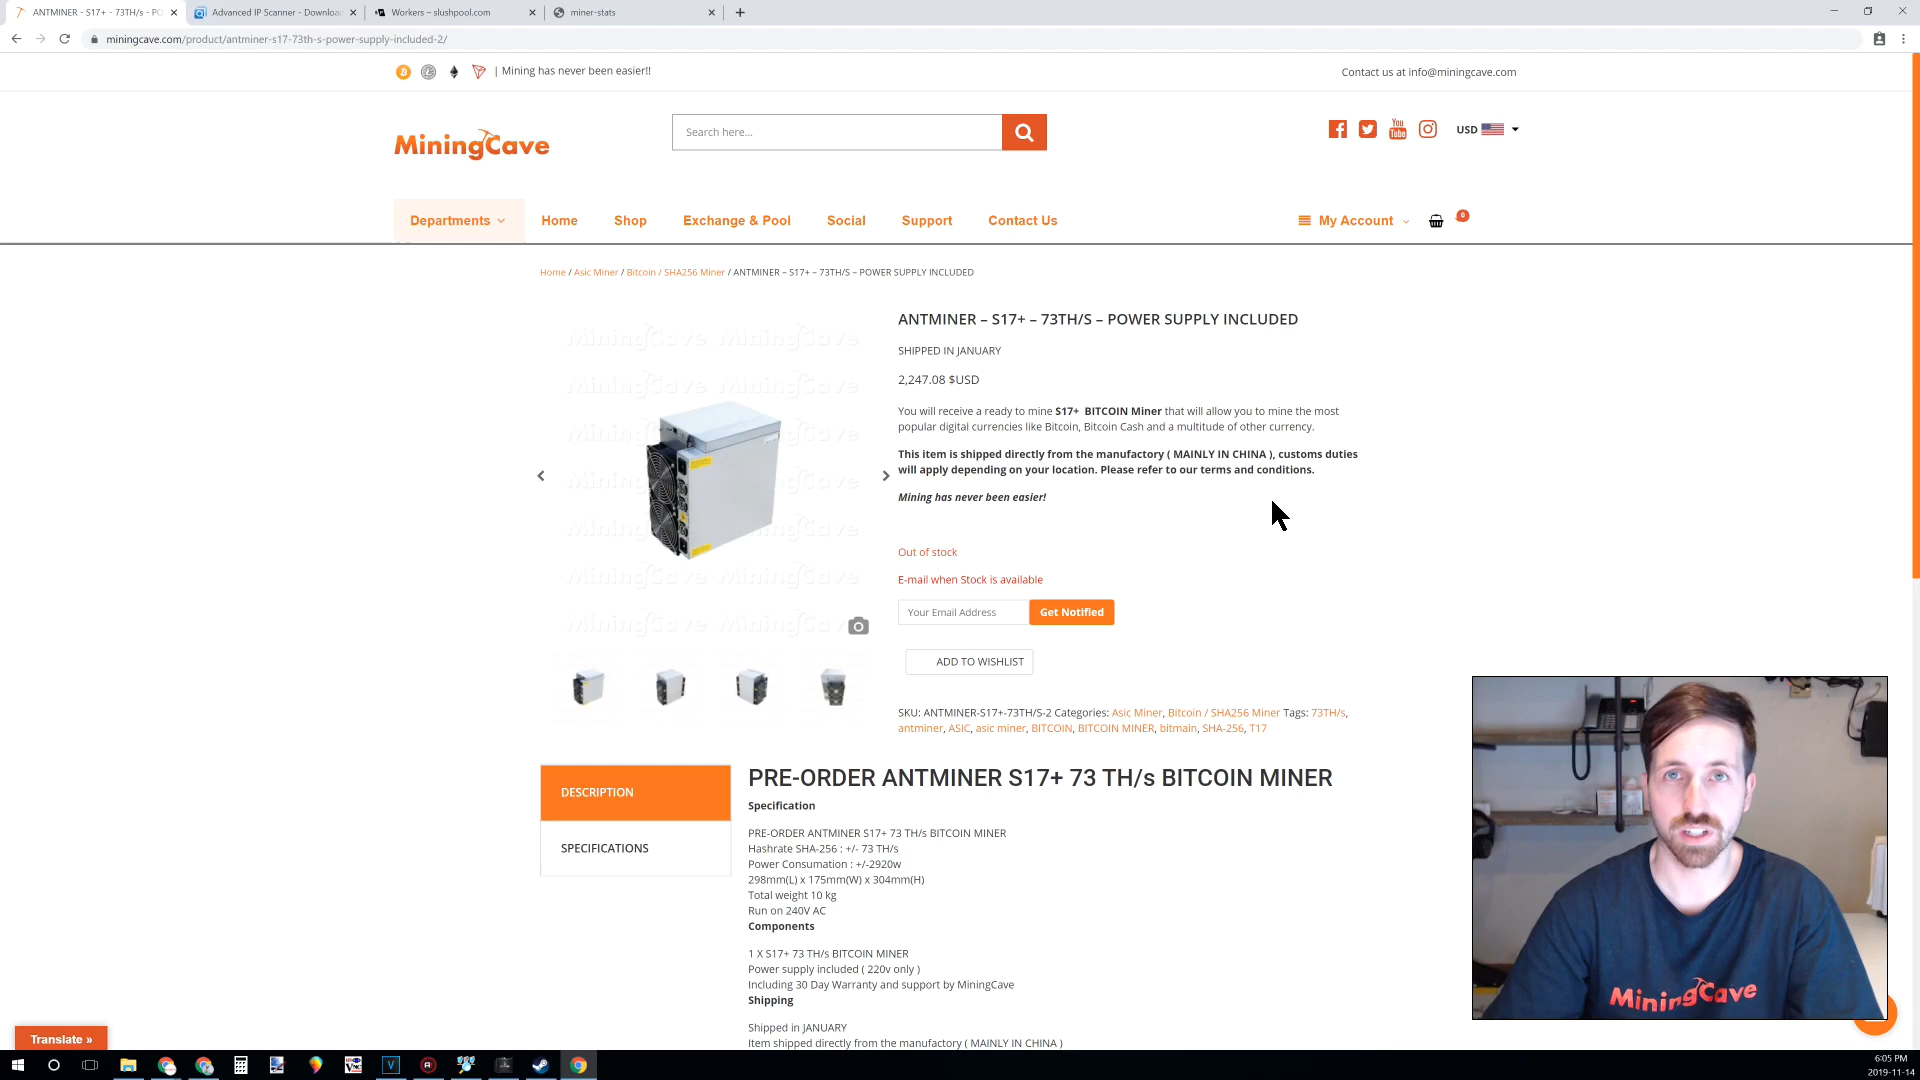 ANTMINER - S17+ - 73TH/s - PO
Advanced IP Scanner - Downloa
Workers – slushpool.com
miner-stats
miningcave.com/product/antminer-s17-73th-s-power-supply-included-2/
| Mining has never been easier!!
Contact us at info@miningcave.com
MiningCave
Search here...
You Tube
USD
Departments
Home
Shop
Exchange & Pool
Social
Support
Contact Us
My Account
0
Home / Asic Miner / Bitcoin / SHA256 Miner / ANTMINER – S17+ – 73TH/S – POWER SUPPLY INCLUDED
ANTMINER – S17+ – 73TH/S – POWER SUPPLY INCLUDED
SHIPPED IN JANUARY
2,247.08 $USD
You will receive a ready to mine S17+ BITCOIN Miner that will allow you to mine the most
popular digital currencies like Bitcoin, Bitcoin Cash and a multitude of other currency.
This item is shipped directly from the manufactory ( MAINLY IN CHINA ), customs duties
will apply depending on your location. Please refer to our terms and conditions.
Mining has never been easier!
Out of stock
E-mail when Stock is available
Your Email Address
Get Notified
ADD TO WISHLIST
SKU: ANTMINER-S17+-73TH/S-2 Categories: Asic Miner, Bitcoin / SHA256 Miner Tags: 73TH/s,
antminer, ASIC, asic miner, BITCOIN, BITCOIN MINER, bitmain, SHA-256, T17
DESCRIPTION
SPECIFICATIONS
PRE-ORDER ANTMINER S17+ 73 TH/s BITCOIN MINER
Specification
PRE-ORDER ANTMINER S17+ 73 TH/s BITCOIN MINER
Hashrate SHA-256 : +/- 73 TH/s
Power Consumation : +/-2920w
298mm(L) x 175mm(W) x 304mm(H)
Total weight 10 kg
Run on 240V AC
Components
1 X S17+ 73 TH/s BITCOIN MINER
Power supply included ( 220v only )
Including 30 Day Warranty and support by MiningCave
Shipping
Shipped in JANUARY
Item shipped directly from the manufactory ( MAINLY IN CHINA )
MiningCave
Translate »
6:05 PM
2019-11-14